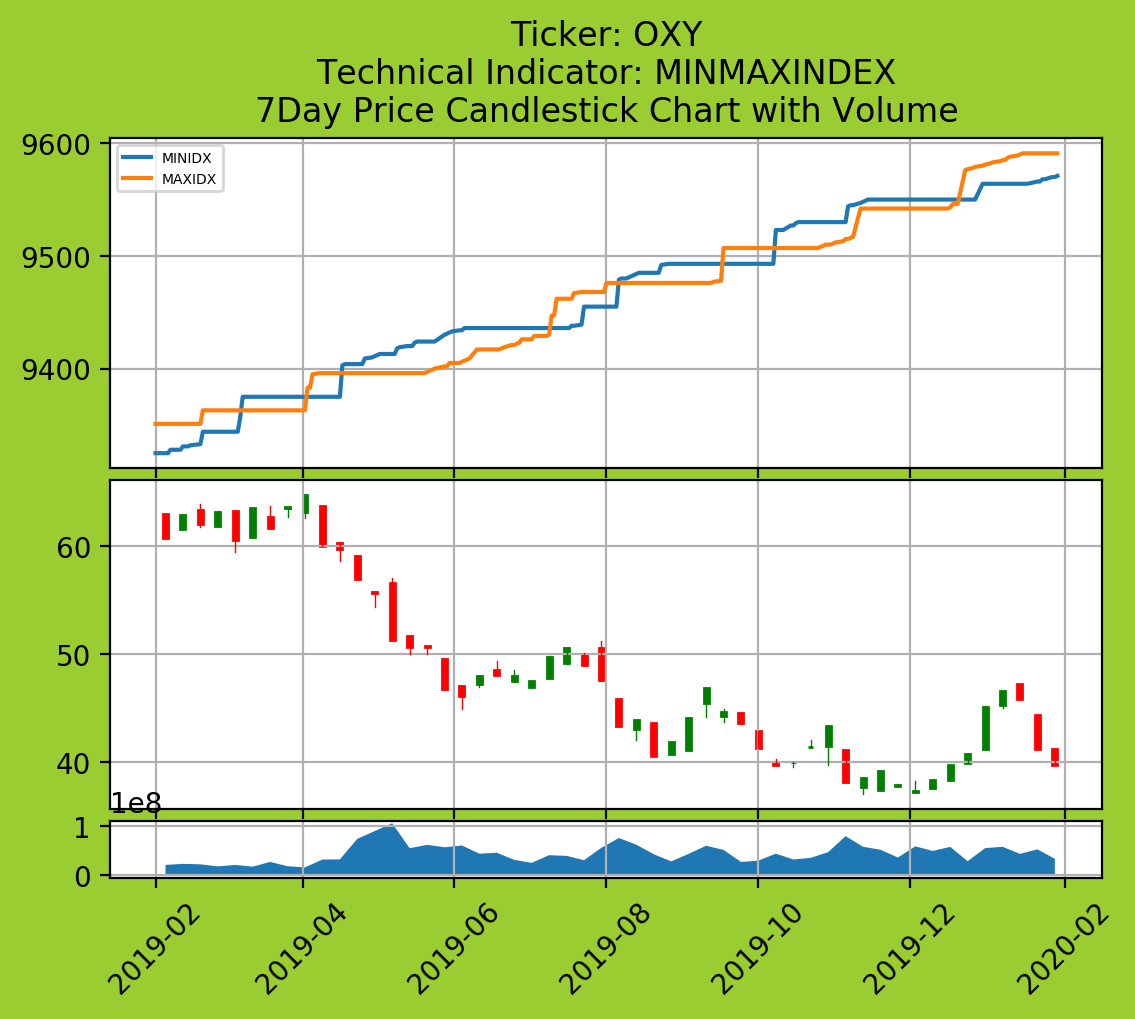 Ticker: OXY
Technical Indicator: MINMAXINDEX
7Day Price Candlestick Chart with Volume
9600
9500
9400
MINIDX
MAXIDX
60
50
40
1e8
1
0
2019-02
2019-04
2019-06
2019-08
2019-10
2019-12
2020-02